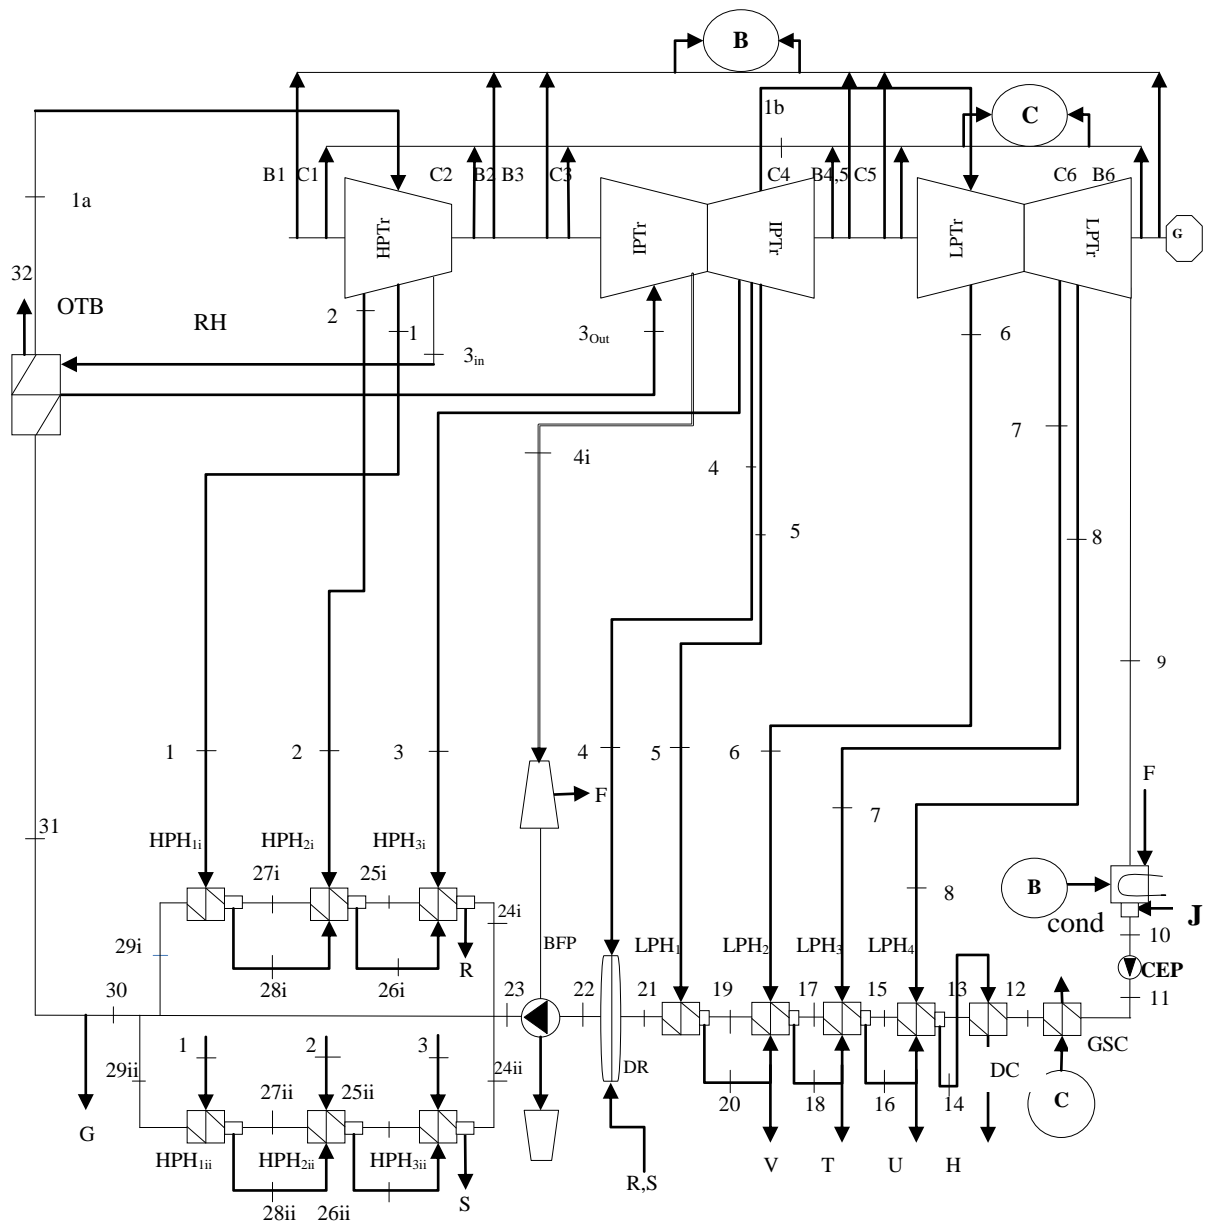 B
1b
C
B1 C1
C2 B2 B3
C3
C4 B4,5 C5
C6 B6
1a
HPTr
IPTr
IPTr
LPTr
LPTr
G
32
OTB
RH
2
1
3in
3Out
6
7
4i
4
5
8
9
1
2
3
4
5
6
F
F
7
31
HPH1i
HPH2i
HPH3i
27i
25i
8
B
cond
J
24i
10
29i
R
BFP
LPH1
LPH2
LPH3
LPH4
CEP
28i
26i
30
23
22
21
19
17
15
13
12
11
1
2
3
GSC
29ii
24ii
DR
DC
27ii
25ii
20
18
16
14
C
G
HPH1ii
HPH2ii
HPH3ii
V
T
U
H
S
R,S
28ii
26ii